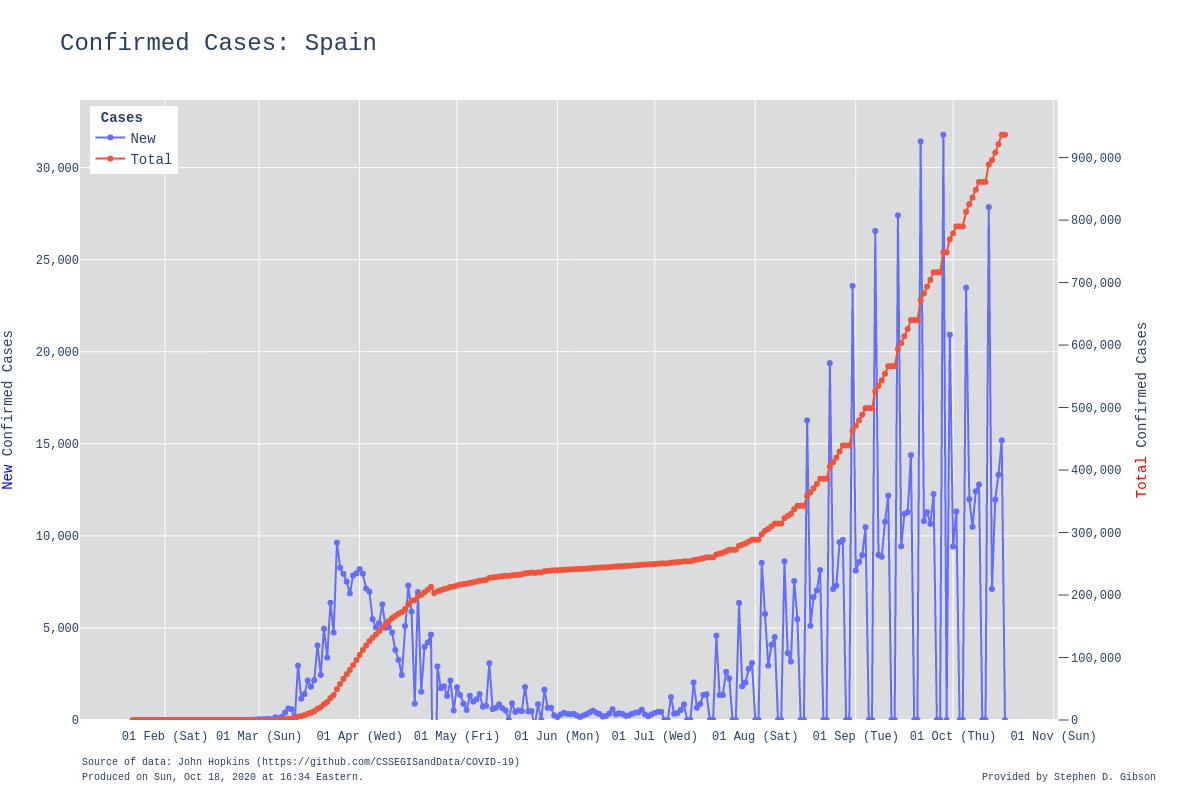 Confirmed Cases: Spain
Cases
New
Total
30,000
25,000
20,000
15,000
10,000
5,000
0
New Confirmed Cases
900,000
800,000
700,000
600,000
500,000
400,000
300,000
200,000
100,000
0
Total Confirmed Cases
01 Feb (Sat) 01 Mar (Sun) 01 Apr (Wed) 01 May (Fri) 01 Jun (Mon) 01 Jul (Wed) 01 Aug (Sat) 01 Sep (Tue) 01 Oct (Thu) 01 Nov (Sun)
Source of data: John Hopkins (https://github.com/CSSEGISandData/COVID-19)
Produced on Sun, Oct 18, 2020 at 16:34 Eastern.
Provided by Stephen D. Gibson